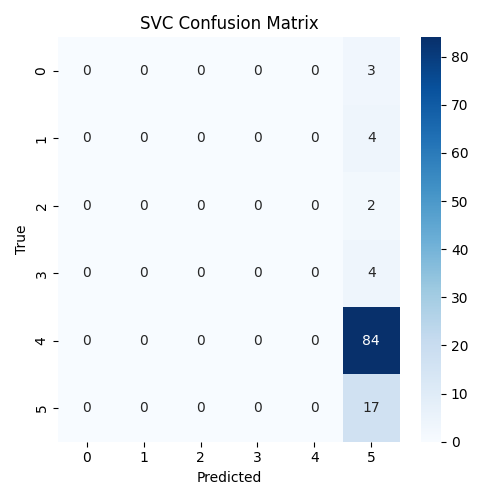 SVC Confusion Matrix
0 0 0 0 0 0 3
1 0 0 0 0 0 4
2 0 0 0 0 0 2
3 0 0 0 0 0 4
4 0 0 0 0 0 84
5 0 0 0 0 0 17
0 1 2 3 4 5
True
Predicted
80
70
60
50
40
30
20
10
0